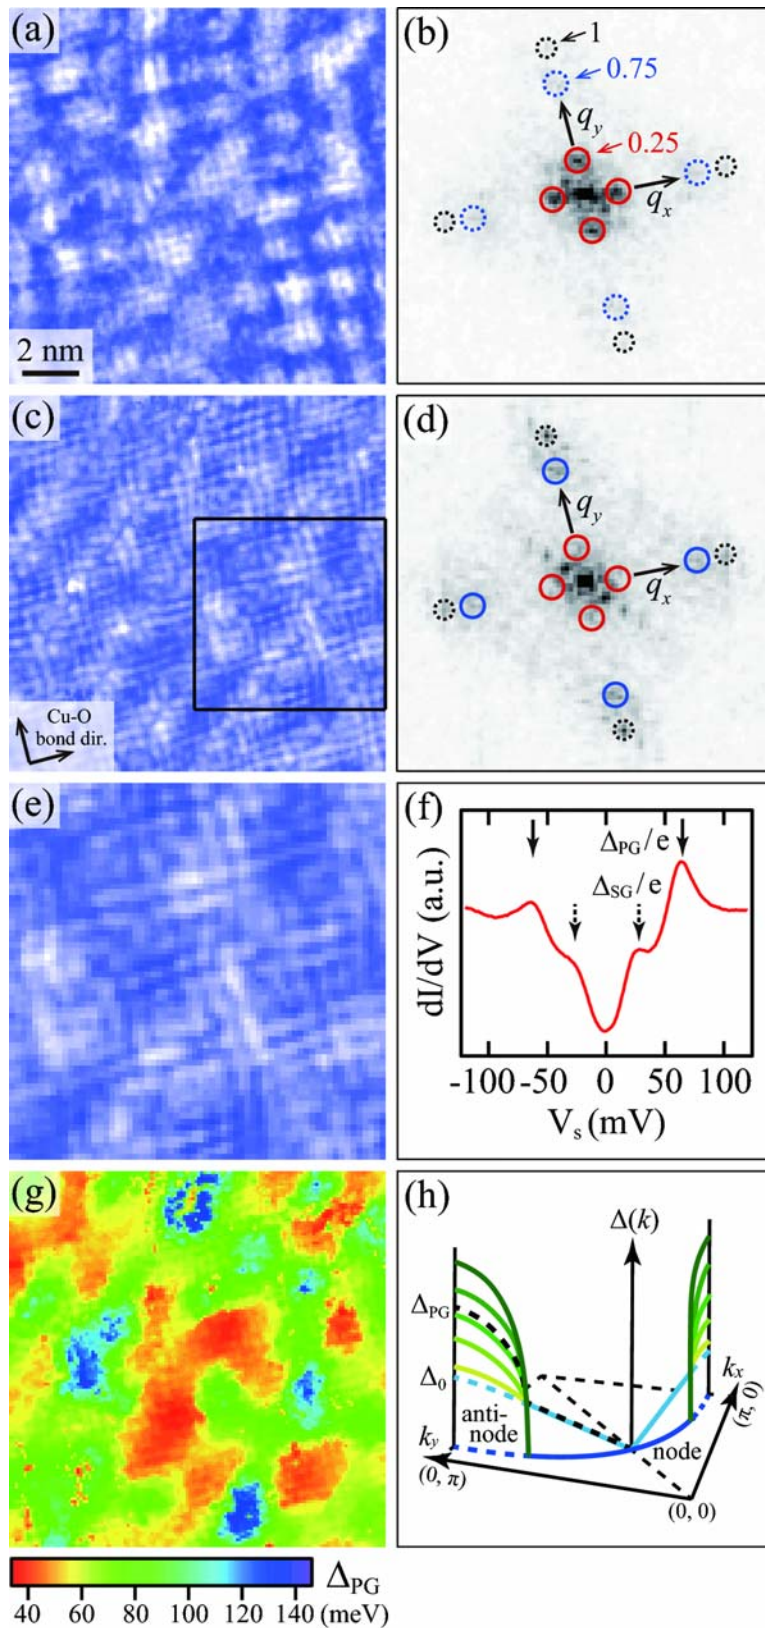 (a)
2 nm
(b)
1
0.75
q_y
0.25
q_x
(c)
Cu-O
bond dir.
(d)
q_y
q_x
(e)
(f)
Δ_PG/e
Δ_SG/e
dI/dV (a.u.)
-100 -50 0 50 100
V_s (mV)
(g)
Δ_PG
40 60 80 100 120 140 (meV)
(h)
Δ(k)
Δ_PG
Δ_0
anti-
node
node
k_x
(π, 0)
k_y
(0, π)
(0, 0)